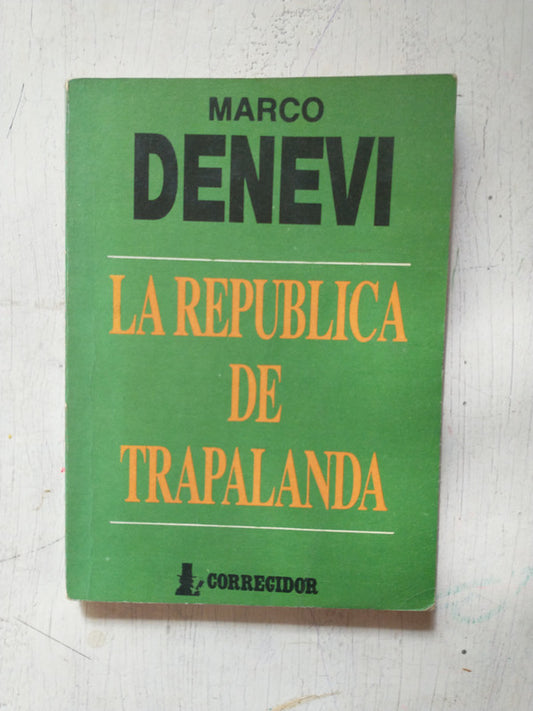 MARCO
DENEVI
LA REPUBLICA
DE
TRAPALANDA
CORREGIDOR